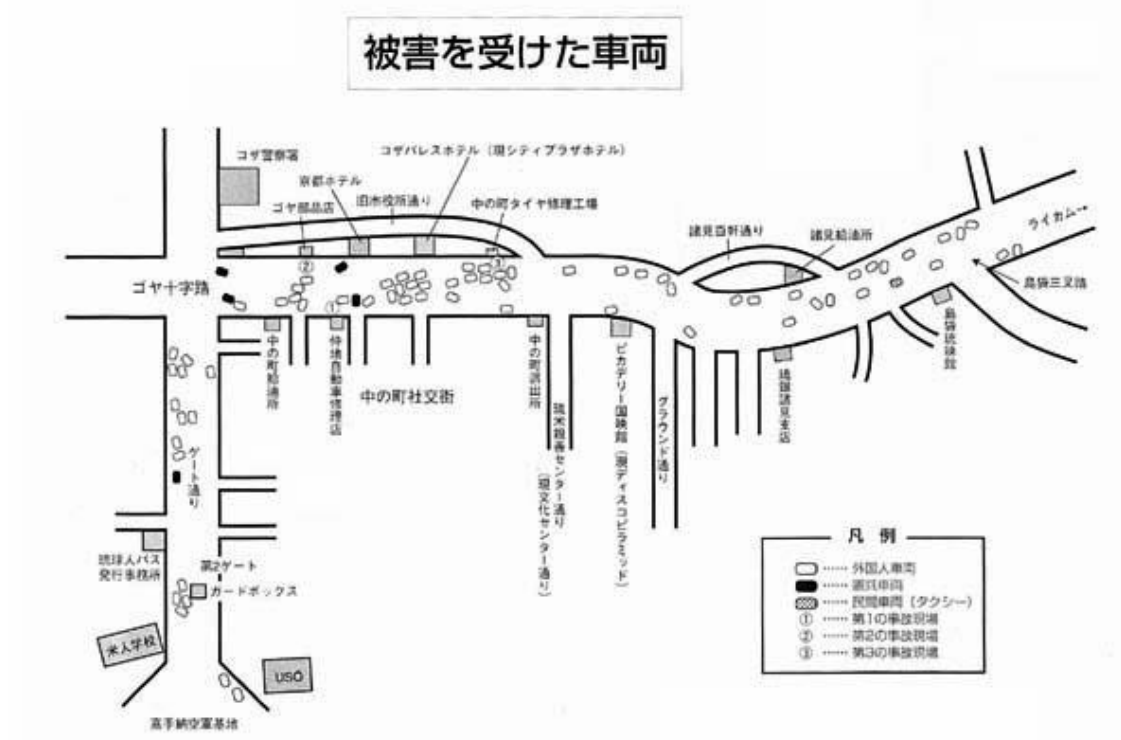 被害を受けた車両
コザ警察署
コザパレスホテル（現シティプラザホテル）
京都ホテル
旧市役所通り
中の町タイヤ修理工場
ゴヤ部品店
諸見百軒通り
諸見給油所
ライカム→
ゴヤ十字路
②
③
①
島袋三叉路
中の町給油所
仲地自動車修理店
中の町社交街
中の町派出所
琉米親善センター通り
（現文化センター通り）
ピカデリー国映館（現ディスコピラミッド）
グラウンド通り
琉銀諸見支店
島袋琉映館
ゲート通り
琉球人パス
発行事務所
第2ゲート
ガードボックス
米人学校
USO
嘉手納空軍基地
凡例
……外国人車両
……憲兵車両
……民間車両（タクシー）
①……第1の事故現場
②……第2の事故現場
③……第3の事故現場